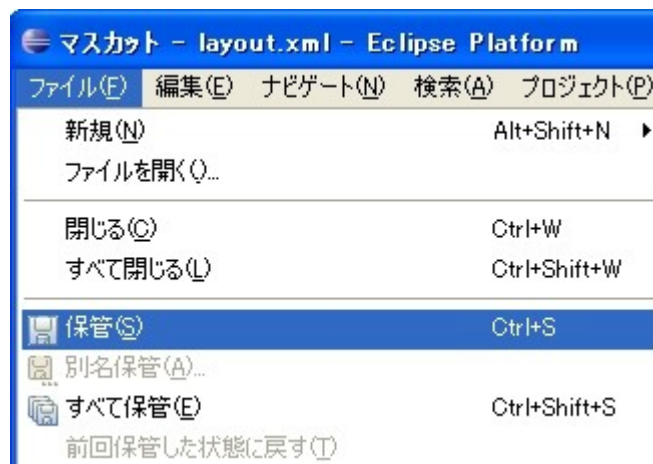 マスカット - layout.xml - Eclipse Platform
ファイル(F) 編集(E) ナビゲート(N) 検索(A) プロジェクト(P)
新規(N) Alt+Shift+N
ファイルを開く()...
閉じる(C) Ctrl+W
すべて閉じる(L) Ctrl+Shift+W
保管(S) Ctrl+S
別名保管(A)...
すべて保管(E) Ctrl+Shift+S
前回保管した状態に戻す(T)